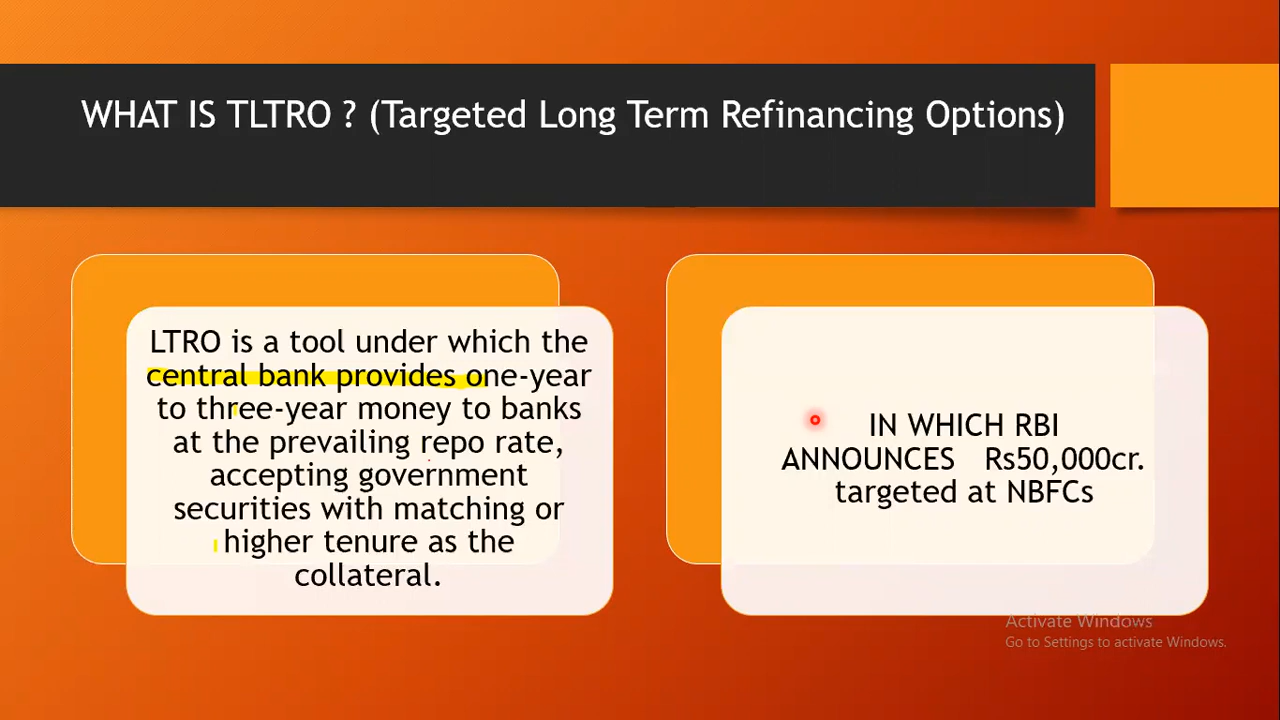 WHAT IS TLTRO ? (Targeted Long Term Refinancing Options)
LTRO is a tool under which the
central bank provides one-year
to three-year money to banks
at the prevailing repo rate,
accepting government
securities with matching or
higher tenure as the
collateral.
IN WHICH RBI
ANNOUNCES Rs50,000cr.
targeted at NBFCs
Activate Windows
Go to Settings to activate Windows.